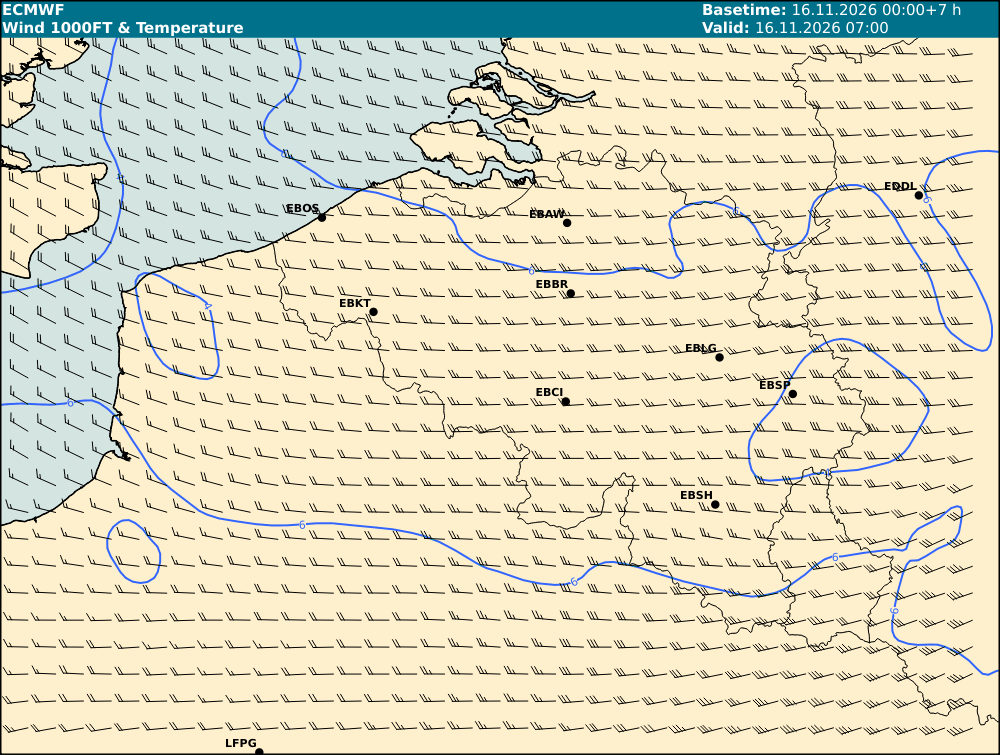 ECMWF
Wind 1000FT & Temperature
Basetime: 16.11.2026 00:00+7 h
Valid: 16.11.2026 07:00
EDDL
EBOS
EBAW
6
6
EBBR
EBKT
4
EBLG
EBSP
EBCI
6
EBSH
6
6
6
6
LFPG